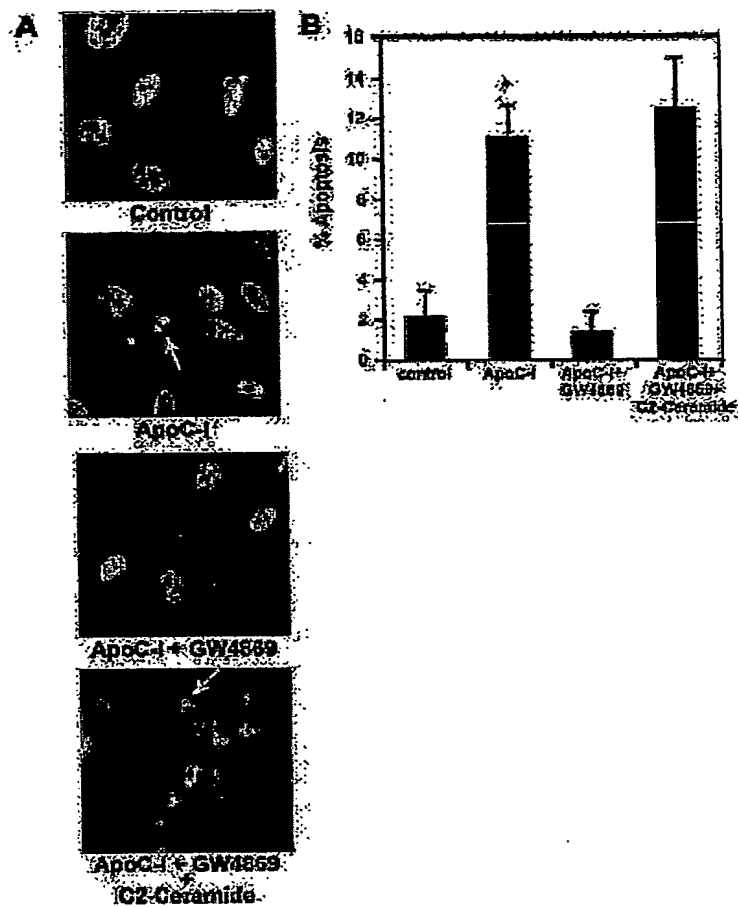 A
Control
ApoC-I
ApoC-I + GW4869
ApoC-I + GW4869
+
C2-Ceramide
B
% Apoptosis
16
14
12
10
8
6
4
2
0
control
ApoC-I
ApoC-I+
GW4869
ApoC-I+
GW4869+
C2-Ceramide